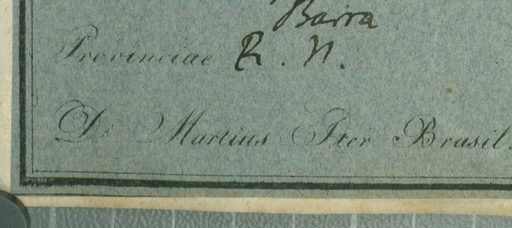 Barra
Provinciae R. N.
D. Martius Iter Brasil.